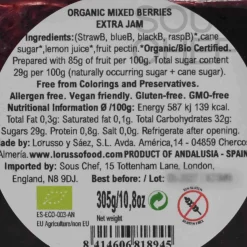 ORGANIC MIXED BERRIES
EXTRA JAM
Ingredients:(StrawB, blueB, blackB, raspB)*,cane
sugar*,lemon juice*,fruit pectin. *Organic/Bio Certified.
Prepared with 85g of fruit per 100g. Total sugar content
29g per 100g (naturally occurring sugar + cane sugar).
Free from Colorings and Preservatives.
Allergen free. Vegan friendly, Gluten-free. GMO-free
Nutritional Values Ø/100g: Energy 587 kj 139 kcal.
Total Fat 0,3g: Saturated fat 0,1g. Total Carbohydrates 32g:
Sugars 29g. Protein 0,8g. Salt 0,0g. Refrigerate after opening.
Made by: Lorusso y Sáez, S.L. Avda. América, 14 - 04859 Chercos
Almería. www.lorussofood.com PRODUCT OF ANDALUSIA - SPAIN
Imported by: Sous Chef, 15 Tottenham Lane, London,
England, N8 9DJ. Best before / Lot:
305g/10,8oz
ES-ECO-003-AN
EU Agriculture/non EU
8 414606 818945